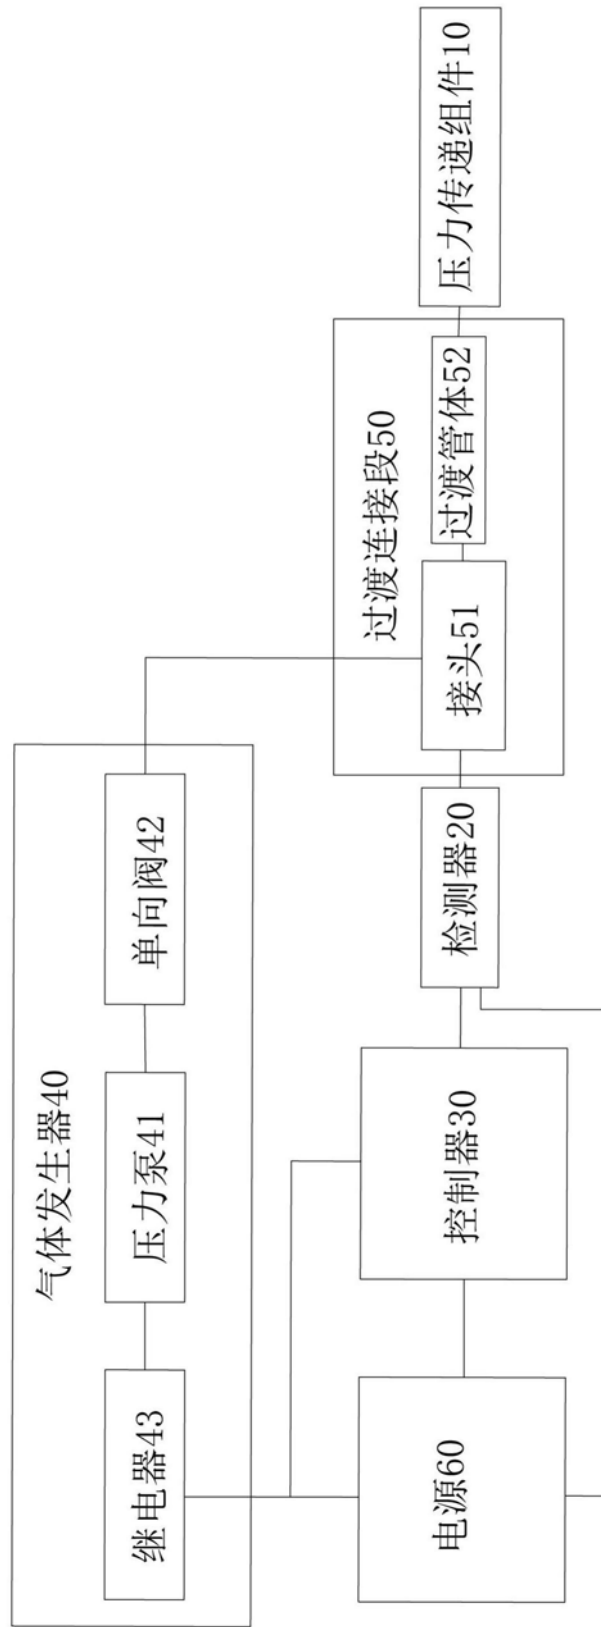 气体发生器40
继电器43
压力泵41
单向阀42
过渡连接段50
电源60
控制器30
检测器20
接头51
过渡管体52
压力传递组件10